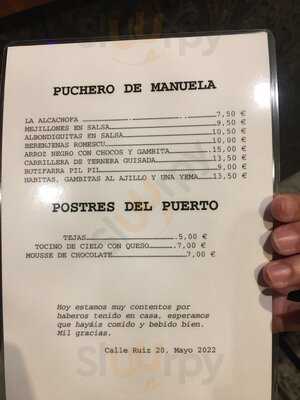 PUCHERO DE MANUELA
LA ALCACHOFA 7,50 €
MEJILLONES EN SALSA 9,50 €
ALBONDIGUITAS EN SALSA 10,50 €
BERENJENAS ROMESCU 10,00 €
ARROZ NEGRO CON CHOCOS Y GAMBITA 15,00 €
CARRILLERA DE TERNERA GUISADA 13,50 €
BUTIFARRA PIL PIL 9,00 €
HABITAS, GAMBITAS AL AJILLO Y UNA YEMA 13,50 €
POSTRES DEL PUERTO
TEJAS 5,00 €
TOCINO DE CIELO CON QUESO 7,00 €
MOUSSE DE CHOCOLATE 7,00 €
Hoy estamos muy contentos por
haberos tenido en casa, esperamos
que hayáis comido y bebido bien.
Mil gracias.
Calle Ruiz 20, Mayo 2022